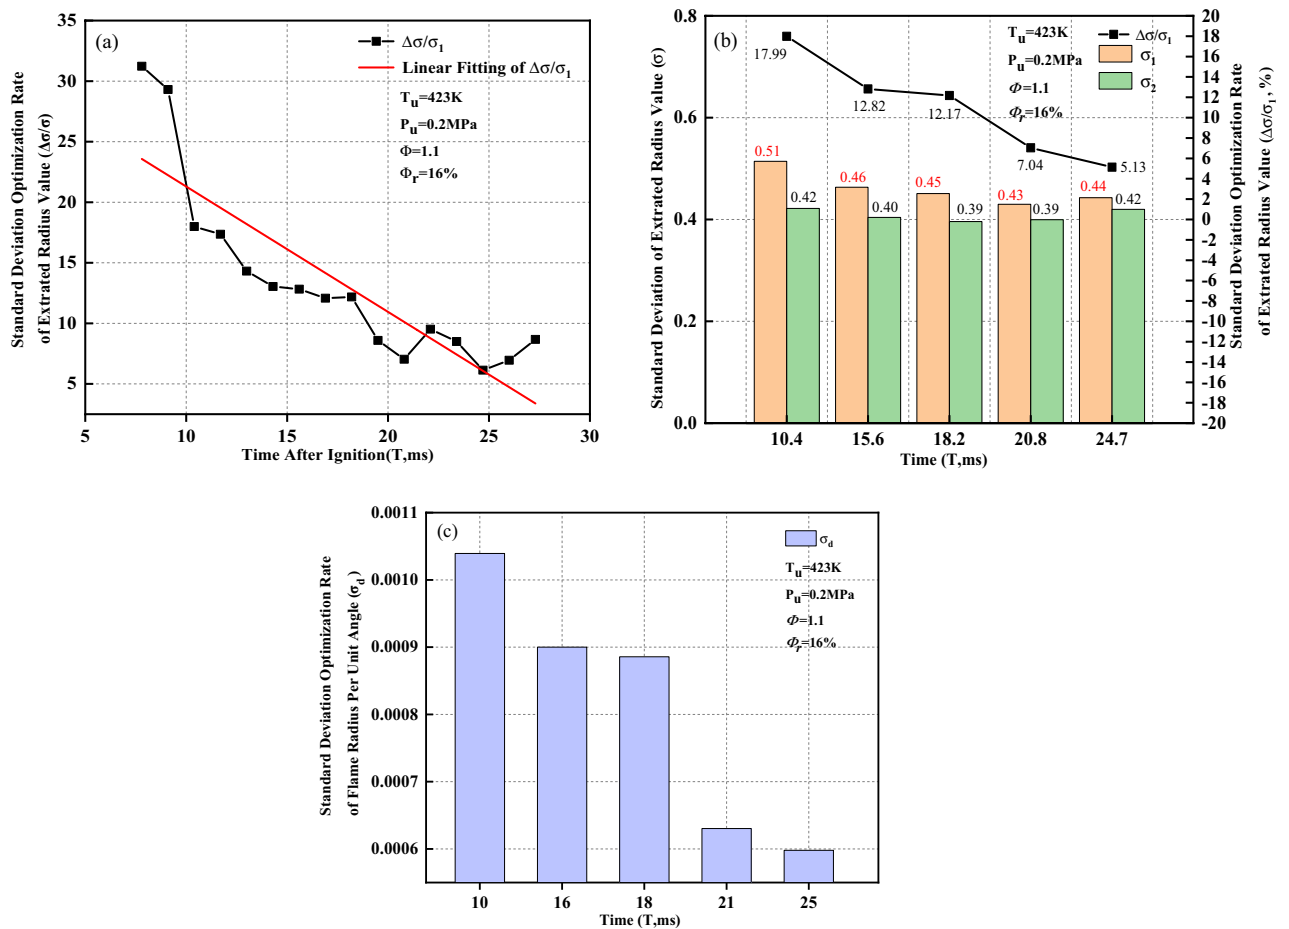 (a)
Δσ/σ1
Linear Fitting of Δσ/σ1
Tu=423K
Pu=0.2MPa
Φ=1.1
Φr=16%
35
30
25
20
15
10
5
5
10
15
20
25
30
Time After Ignition(T,ms)
Standard Deviation Optimization Rate
of Extrated Radius Value (Δσ/σ)
(b)
Tu=423K
Pu=0.2MPa
Φ=1.1
Φr=16%
Δσ/σ1
σ1
σ2
17.99
12.82
12.17
7.04
5.13
0.51
0.42
0.46
0.40
0.45
0.39
0.43
0.39
0.44
0.42
0.8
0.6
0.4
0.2
0.0
20
18
16
14
12
10
8
6
4
2
0
-2
-4
-6
-8
-10
-12
-14
-16
-18
-20
10.4
15.6
18.2
20.8
24.7
Time (T,ms)
Standard Deviation of Extrated Radius Value (σ)
Standard Deviation Optimization Rate
of Extrated Radius Value (Δσ/σ1, %)
(c)
σd
Tu=423K
Pu=0.2MPa
Φ=1.1
Φr=16%
0.0011
0.0010
0.0009
0.0008
0.0007
0.0006
10
16
18
21
25
Time (T,ms)
Standard Deviation Optimization Rate
of Flame Radius Per Unit Angle (σd)